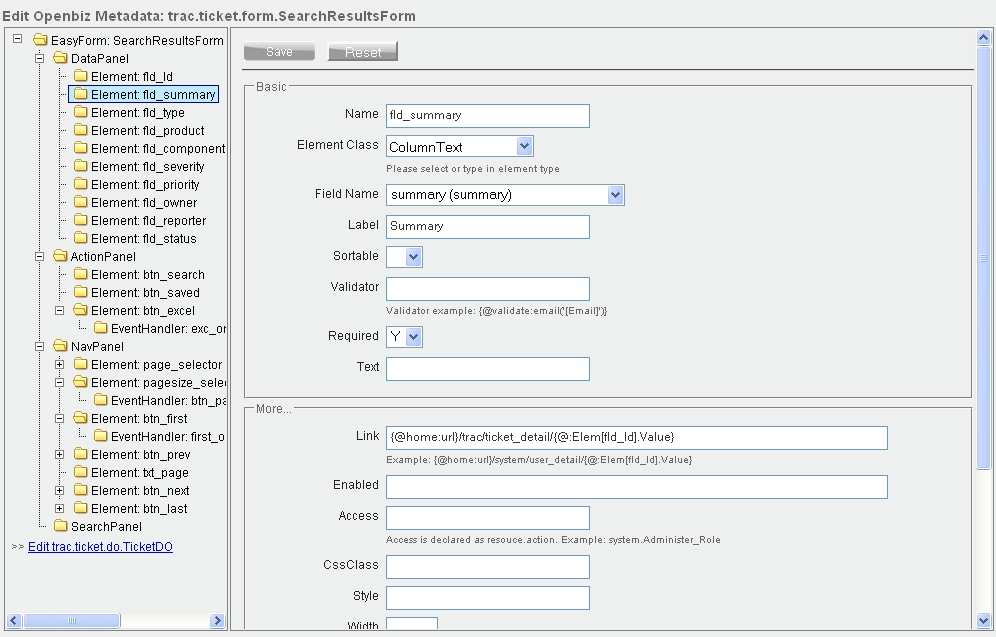 Edit Openbiz Metadata: trac.ticket.form.SearchResultsForm
EasyForm: SearchResultsForm
DataPanel
Element: fld_Id
Element: fld_summary
Element: fld_type
Element: fld_product
Element: fld_component
Element: fld_severity
Element: fld_priority
Element: fld_owner
Element: fld_reporter
Element: fld_status
ActionPanel
Element: btn_search
Element: btn_saved
Element: btn_excel
EventHandler: exc_on
NavPanel
Element: page_selector
Element: pagesize_sele
EventHandler: btn_pa
Element: btn_first
EventHandler: first_o
Element: btn_prev
Element: txt_page
Element: btn_next
Element: btn_last
SearchPanel
>> Edit trac.ticket.do.TicketDO
Save Reset
Basic
Name fld_summary
Element Class ColumnText
Please select or type in element type
Field Name summary (summary)
Label Summary
Sortable
Validator
Validator example: {@validate:email('[Email]')}
Required Y
Text
More...
Link {@home:url}/trac/ticket_detail/{@:Elem[fld_Id].Value}
Example: {@home:url}/system/user_detail/{@:Elem[fld_Id].Value}
Enabled
Access
Access is declared as resouce.action. Example: system.Administer_Role
CssClass
Style
Width